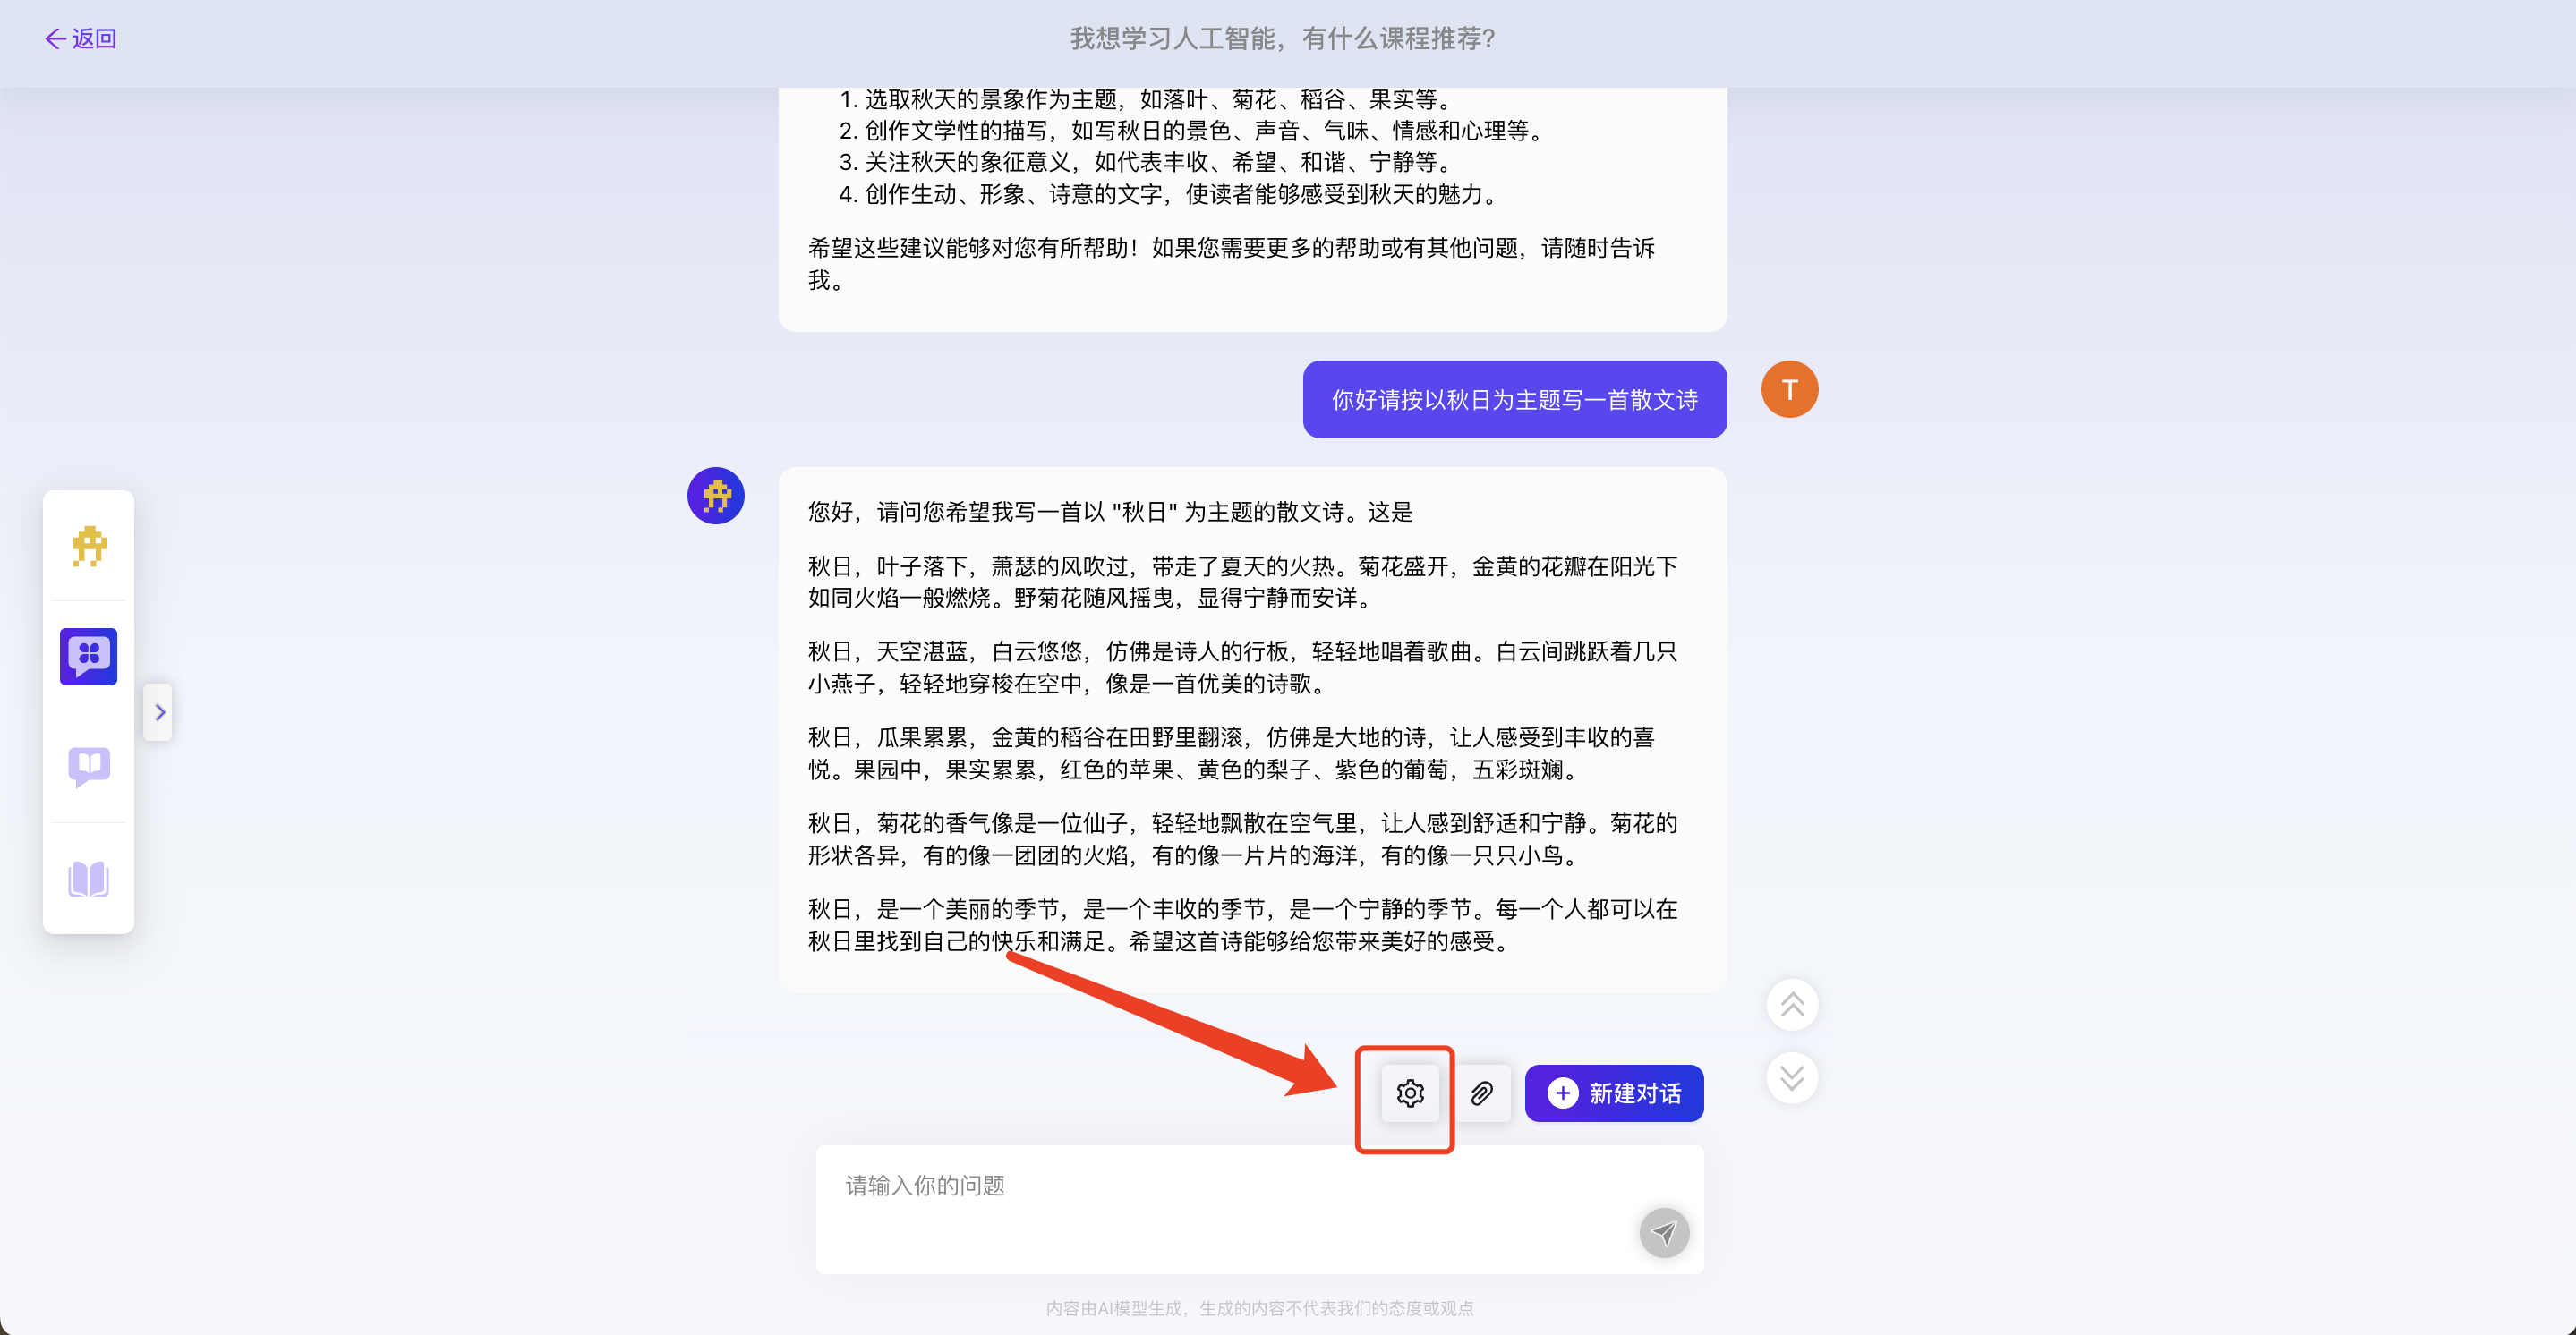 返回
我想学习人工智能，有什么课程推荐?
1. 选取秋天的景象作为主题，如落叶、菊花、稻谷、果实等。
2. 创作文学性的描写，如写秋日的景色、声音、气味、情感和心理等。
3. 关注秋天的象征意义，如代表丰收、希望、和谐、宁静等。
4. 创作生动、形象、诗意的文字，使读者能够感受到秋天的魅力。
希望这些建议能够对您有所帮助！如果您需要更多的帮助或有其他问题，请随时告诉
我。
你好请按以秋日为主题写一首散文诗
T
您好，请问您希望我写一首以 "秋日" 为主题的散文诗。这是
秋日，叶子落下，萧瑟的风吹过，带走了夏天的火热。菊花盛开，金黄的花瓣在阳光下
如同火焰一般燃烧。野菊花随风摇曳，显得宁静而安详。
秋日，天空湛蓝，白云悠悠，仿佛是诗人的行板，轻轻地唱着歌曲。白云间跳跃着几只
小燕子，轻轻地穿梭在空中，像是一首优美的诗歌。
秋日，瓜果累累，金黄的稻谷在田野里翻滚，仿佛是大地的诗，让人感受到丰收的喜
悦。果园中，果实累累，红色的苹果、黄色的梨子、紫色的葡萄，五彩斑斓。
秋日，菊花的香气像是一位仙子，轻轻地飘散在空气里，让人感到舒适和宁静。菊花的
形状各异，有的像一团团的火焰，有的像一片片的海洋，有的像一只只小鸟。
秋日，是一个美丽的季节，是一个丰收的季节，是一个宁静的季节。每一个人都可以在
秋日里找到自己的快乐和满足。希望这首诗能够给您带来美好的感受。
新建对话
请输入你的问题
内容由AI模型生成，生成的内容不代表我们的态度或观点